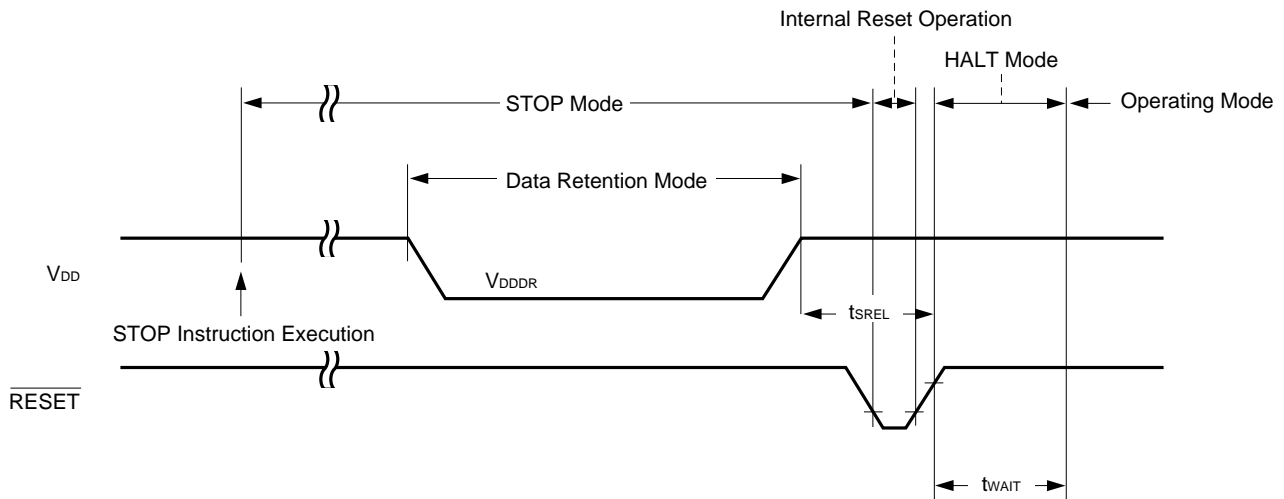 Internal Reset Operation
HALT Mode
STOP Mode
Operating Mode
Data Retention Mode
VDD
VDDDR
tSREL
STOP Instruction Execution
RESET
tWAIT